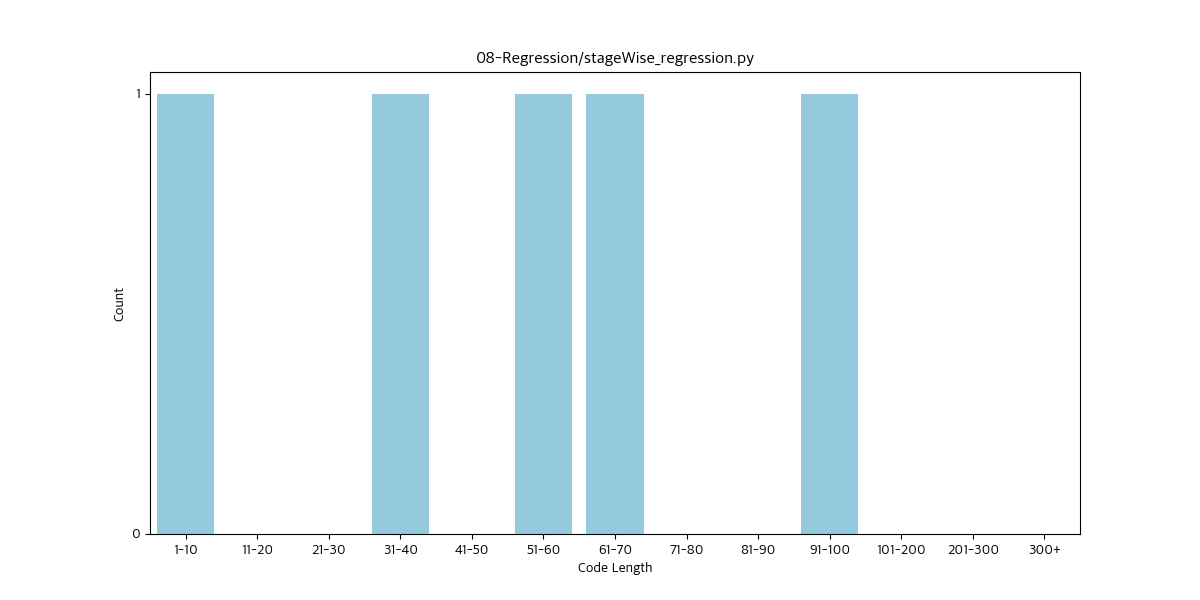 08-Regression/stageWise_regression.py
1
Count
0
1-10 11-20 21-30 31-40 41-50 51-60 61-70 71-80 81-90 91-100 101-200 201-300 300+
Code Length